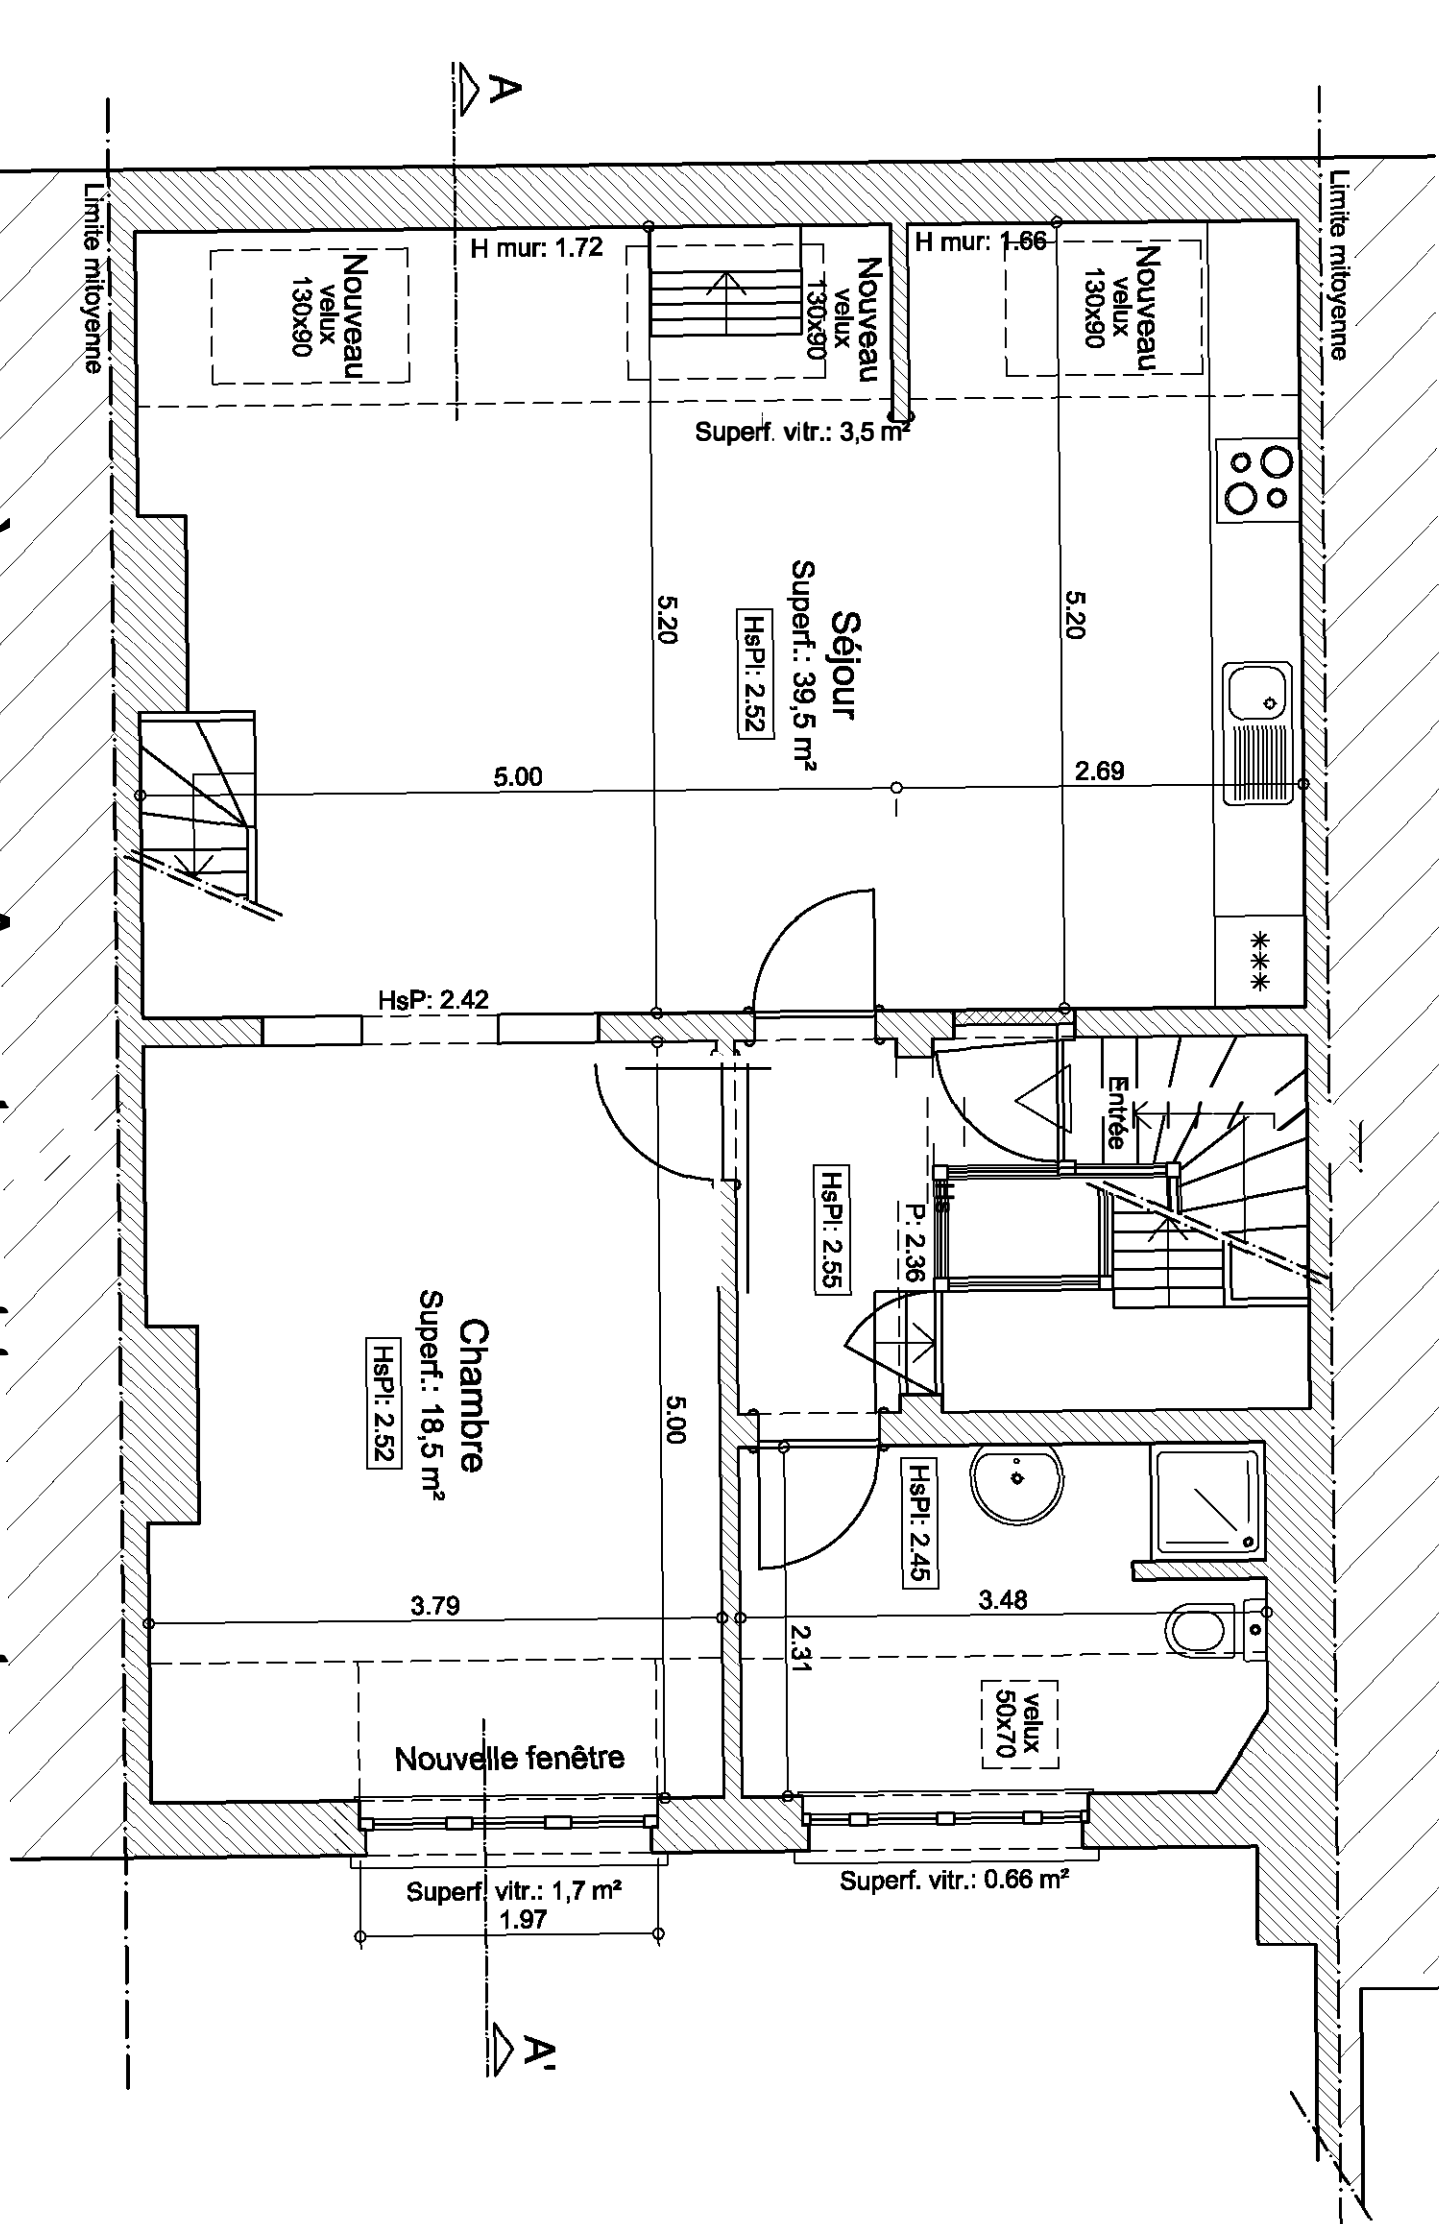 A
Limite mitoyenne
Limite mitoyenne
H mur: 1.72
H mur: 1.66
Nouveau
velux
130x90
Nouveau
velux
130x90
Nouveau
velux
130x90
Superf. vitr.: 3,5 m²
5.20
5.20
Séjour
Superf.: 39,5 m²
HsPl: 2.52
5.00
2.69
***
HsP: 2.42
Entrée
HsPl: 2.55
Hs
P: 2.36
Chambre
Superf.: 18,5 m²
HsPl: 2.52
5.00
HsPl: 2.45
3.79
3.48
2.31
velux
50x70
Nouvelle fenêtre
Superf. vitr.: 1,7 m²
1.97
Superf. vitr.: 0.66 m²
A'